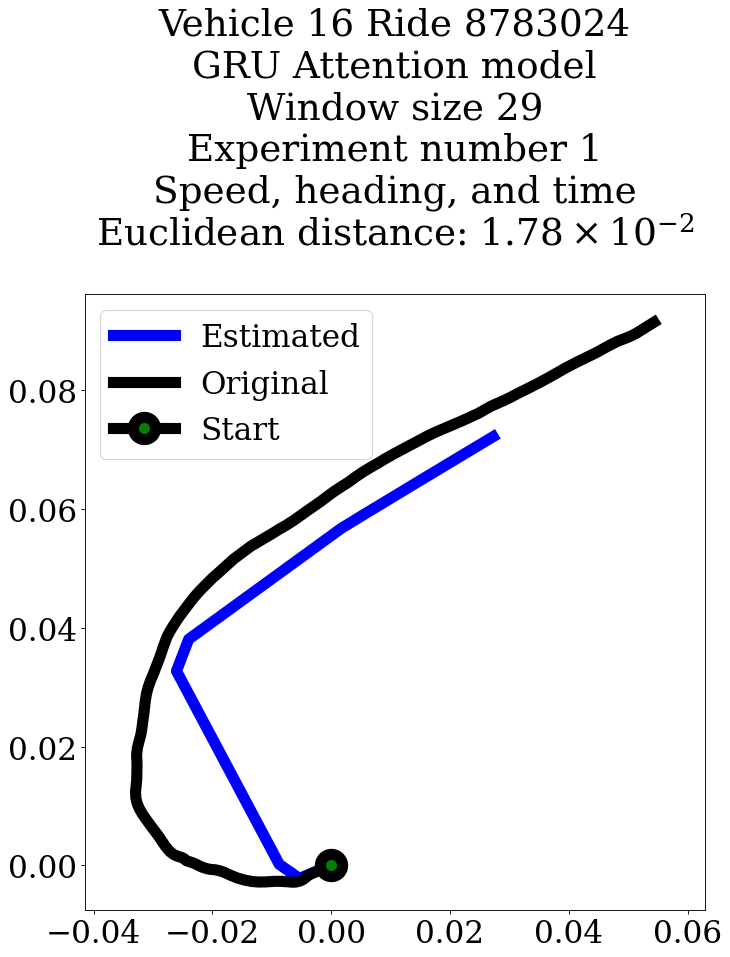 Vehicle 16 Ride 8783024
GRU Attention model
Window size 29
Experiment number 1
Speed, heading, and time
Euclidean distance: 1.78 × 10⁻²
Estimated
Original
Start
0.08
0.06
0.04
0.02
0.00
−0.04 −0.02 0.00 0.02 0.04 0.06